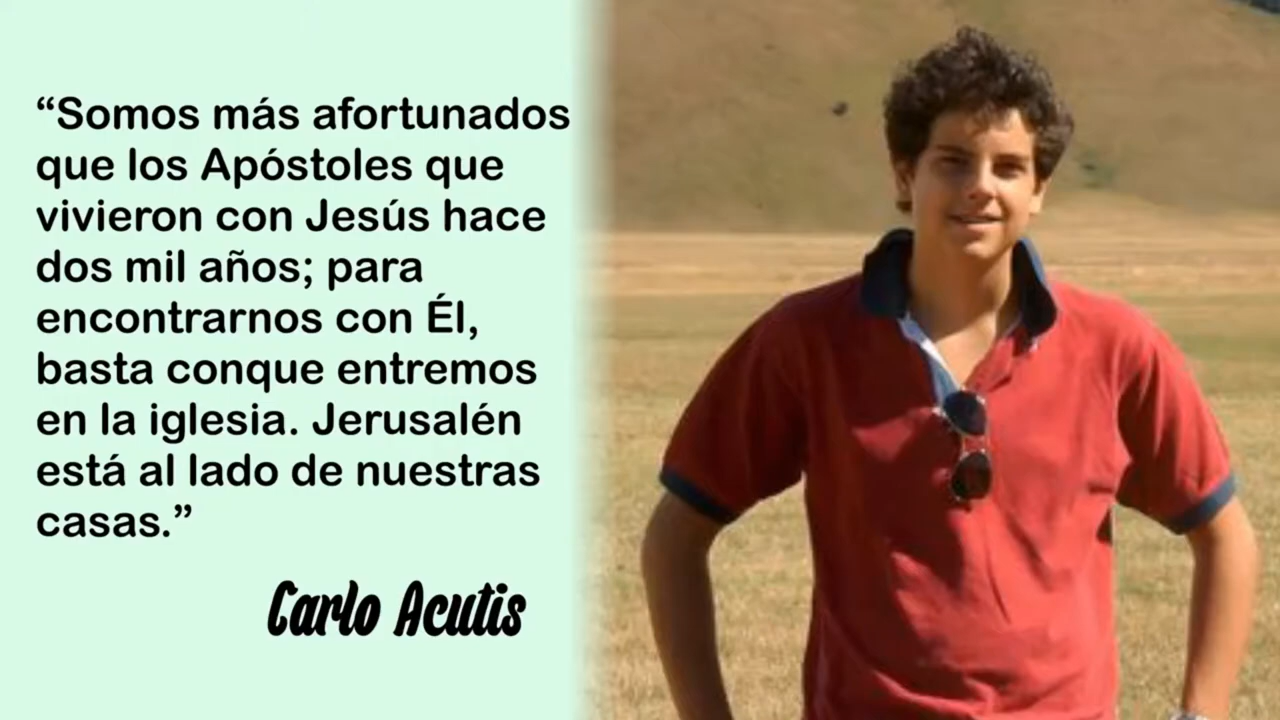 “Somos más afortunados
que los Apóstoles que
vivieron con Jesús hace
dos mil años; para
encontrarnos con Él,
basta conque entremos
en la iglesia. Jerusalén
está al lado de nuestras
casas.”
Carlo Acutis